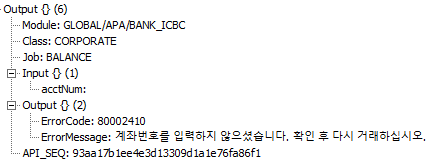 Output {} (6)
Module: GLOBAL/APA/BANK_ICBC
Class: CORPORATE
Job: BALANCE
Input {} (1)
acctNum:
Output {} (2)
ErrorCode: 80002410
ErrorMessage: 계좌번호를 입력하지 않으셨습니다. 확인 후 다시 거래하십시오.
API_SEQ: 93aa17b1ee4e3d13309d1a1e76fa86f1